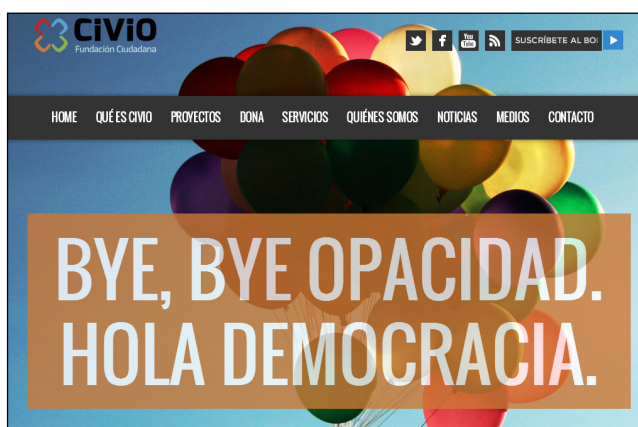 CiViO
Fundación Ciudadana
You
Tube
SUSCRÍBETE AL BOl
HOME QUÉ ES CIVIO PROYECTOS DONA SERVICIOS QUIÉNES SOMOS NOTICIAS MEDIOS CONTACTO
BYE, BYE OPACIDAD.
HOLA DEMOCRACIA.